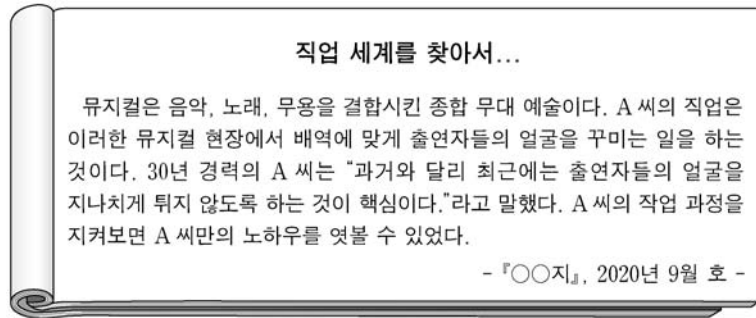 직업 세계를 찾아서…
뮤지컬은 음악, 노래, 무용을 결합시킨 종합 무대 예술이다. A 씨의 직업은
이러한 뮤지컬 현장에서 배역에 맞게 출연자들의 얼굴을 꾸미는 일을 하는
것이다. 30년 경력의 A 씨는 “과거와 달리 최근에는 출연자들의 얼굴을
지나치게 튀지 않도록 하는 것이 핵심이다.”라고 말했다. A 씨의 작업 과정을
지켜보면 A 씨만의 노하우를 엿볼 수 있었다.
- 『○○지』, 2020년 9월 호 -